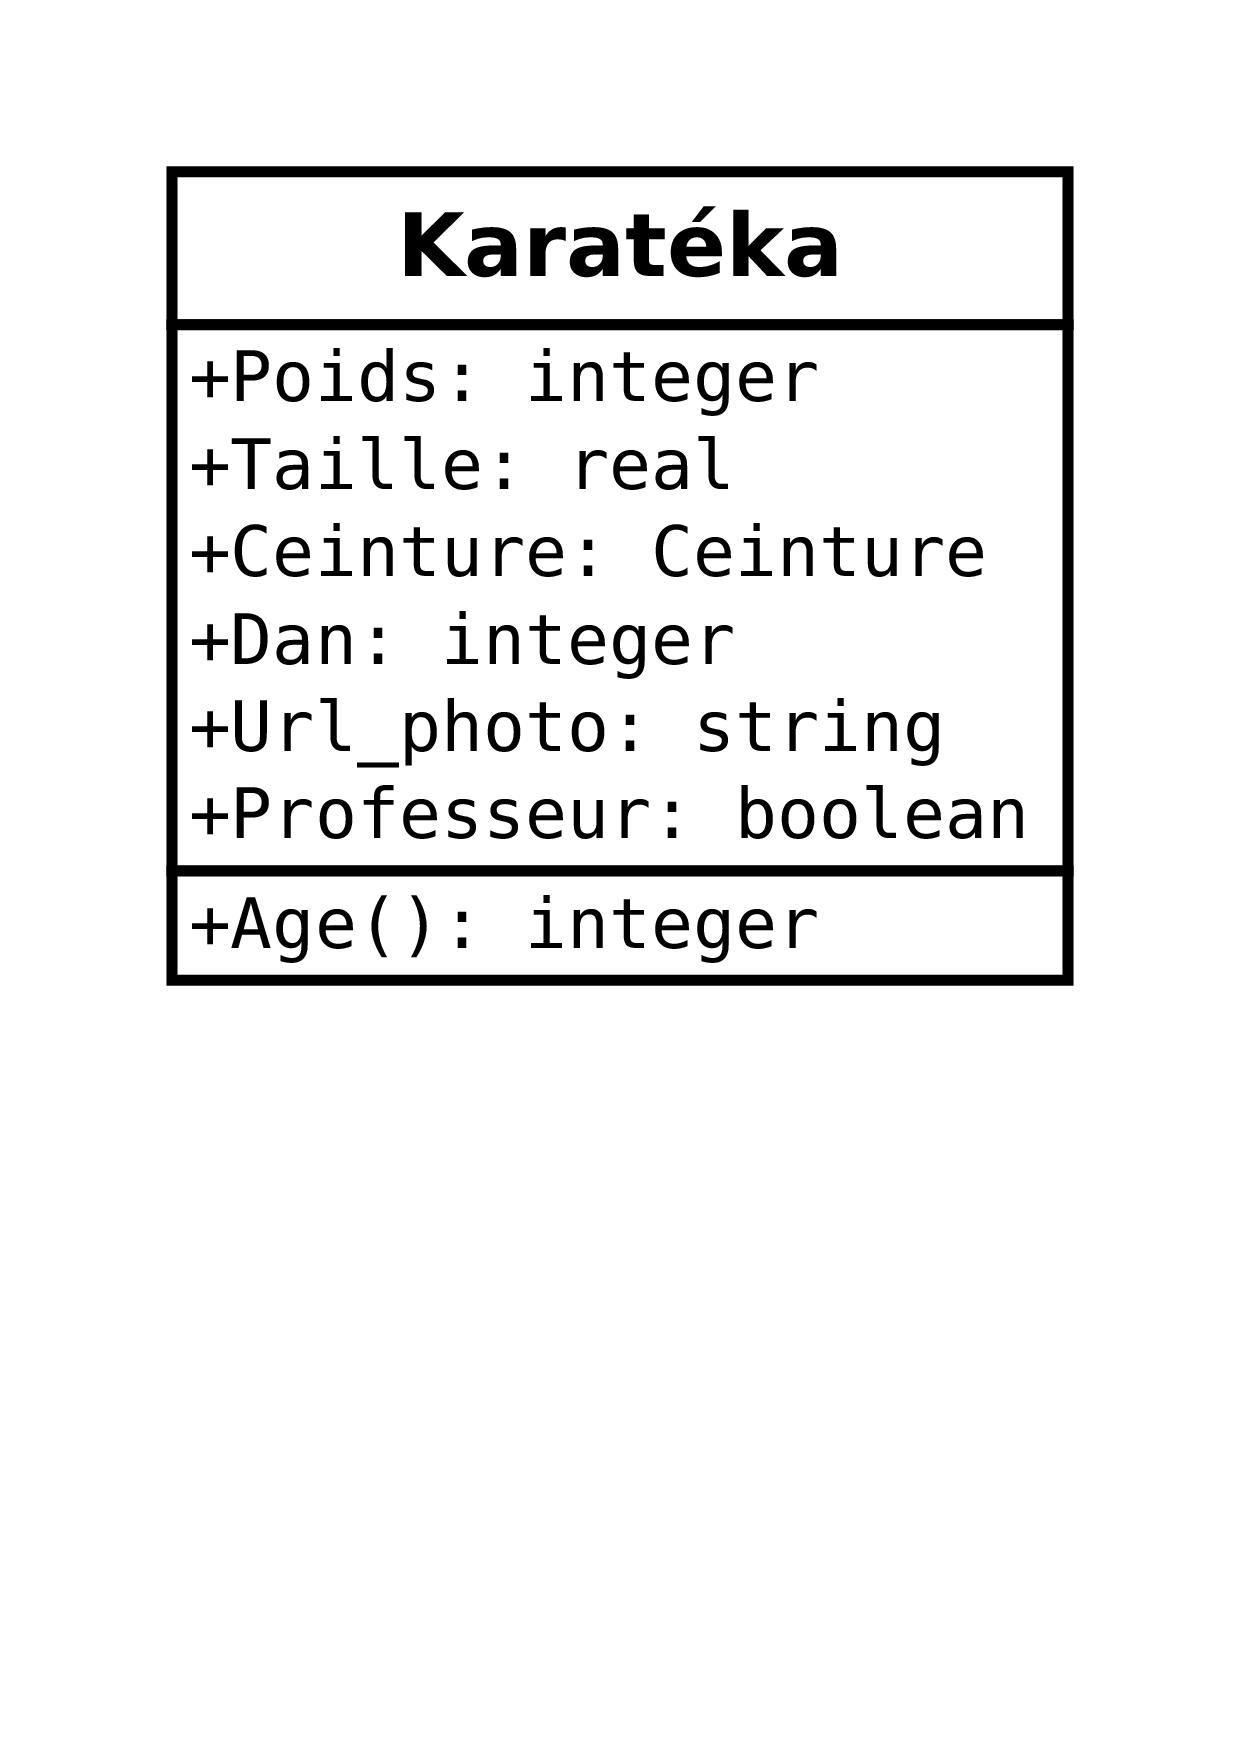 Karatéka
+Poids: integer
+Taille: real
+Ceinture: Ceinture
+Dan: integer
+Url_photo: string
+Professeur: boolean
+Age(): integer